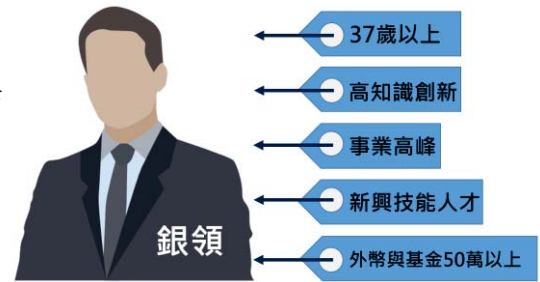 37歲以上
高知識創新
事業高峰
新興技能人才
銀領
外幣與基金50萬以上